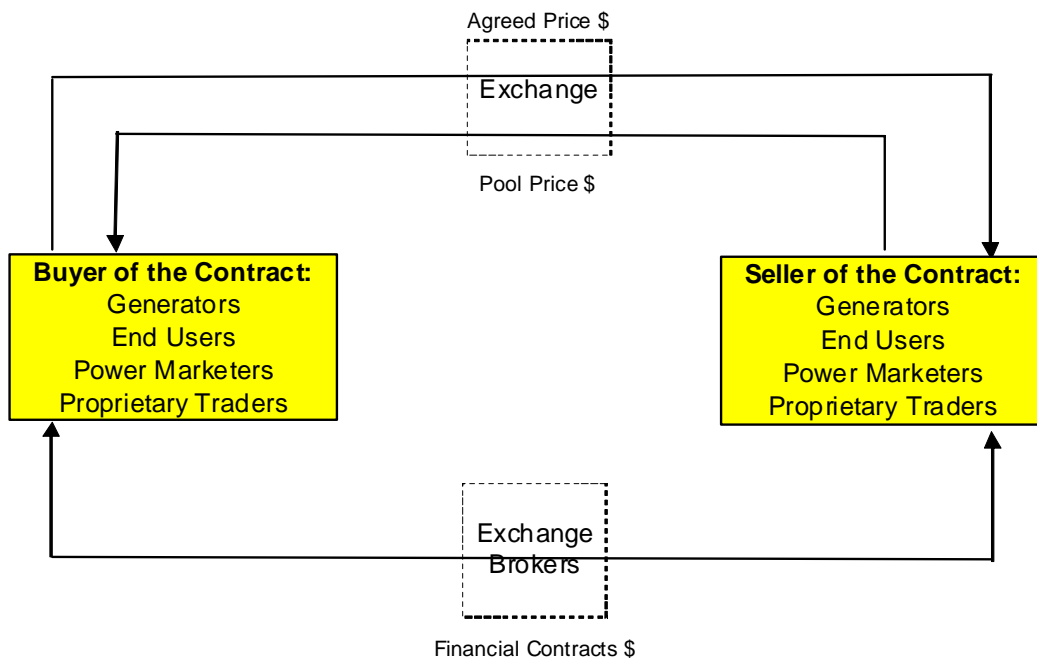 Agreed Price $
Exchange
Pool Price $
Buyer of the Contract:
Generators
End Users
Power Marketers
Proprietary Traders
Seller of the Contract:
Generators
End Users
Power Marketers
Proprietary Traders
Exchange
Brokers
Financial Contracts $